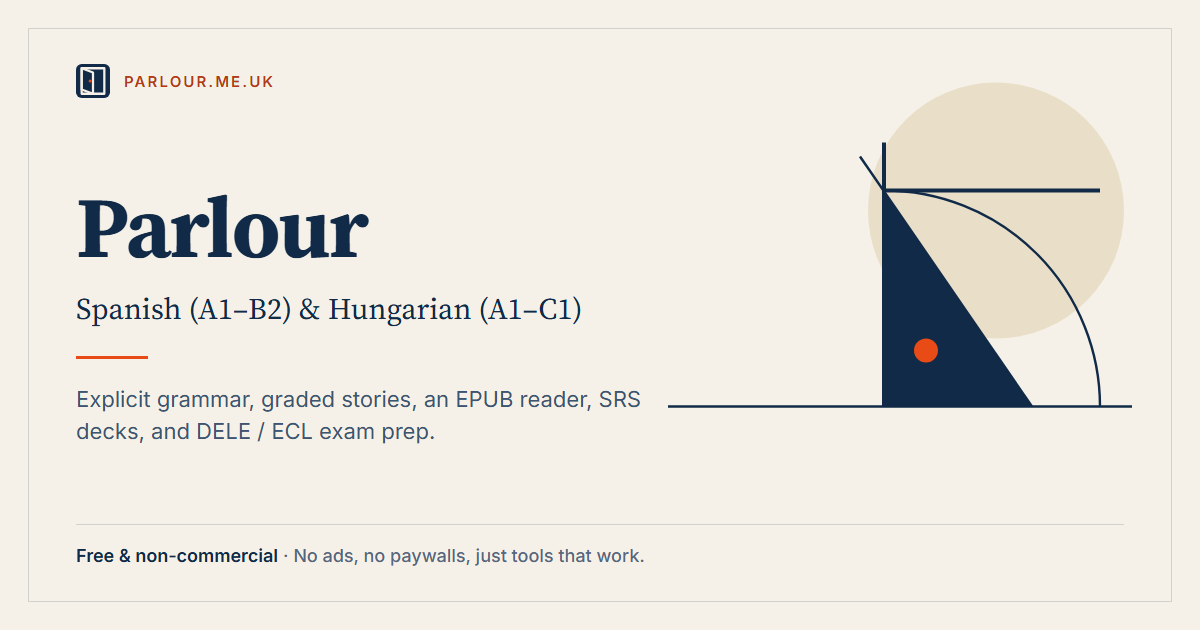 PARLOUR.ME.UK
Parlour
Spanish (A1–B2) & Hungarian (A1–C1)
Explicit grammar, graded stories, an EPUB reader, SRS
decks, and DELE / ECL exam prep.
Free & non-commercial · No ads, no paywalls, just tools that work.